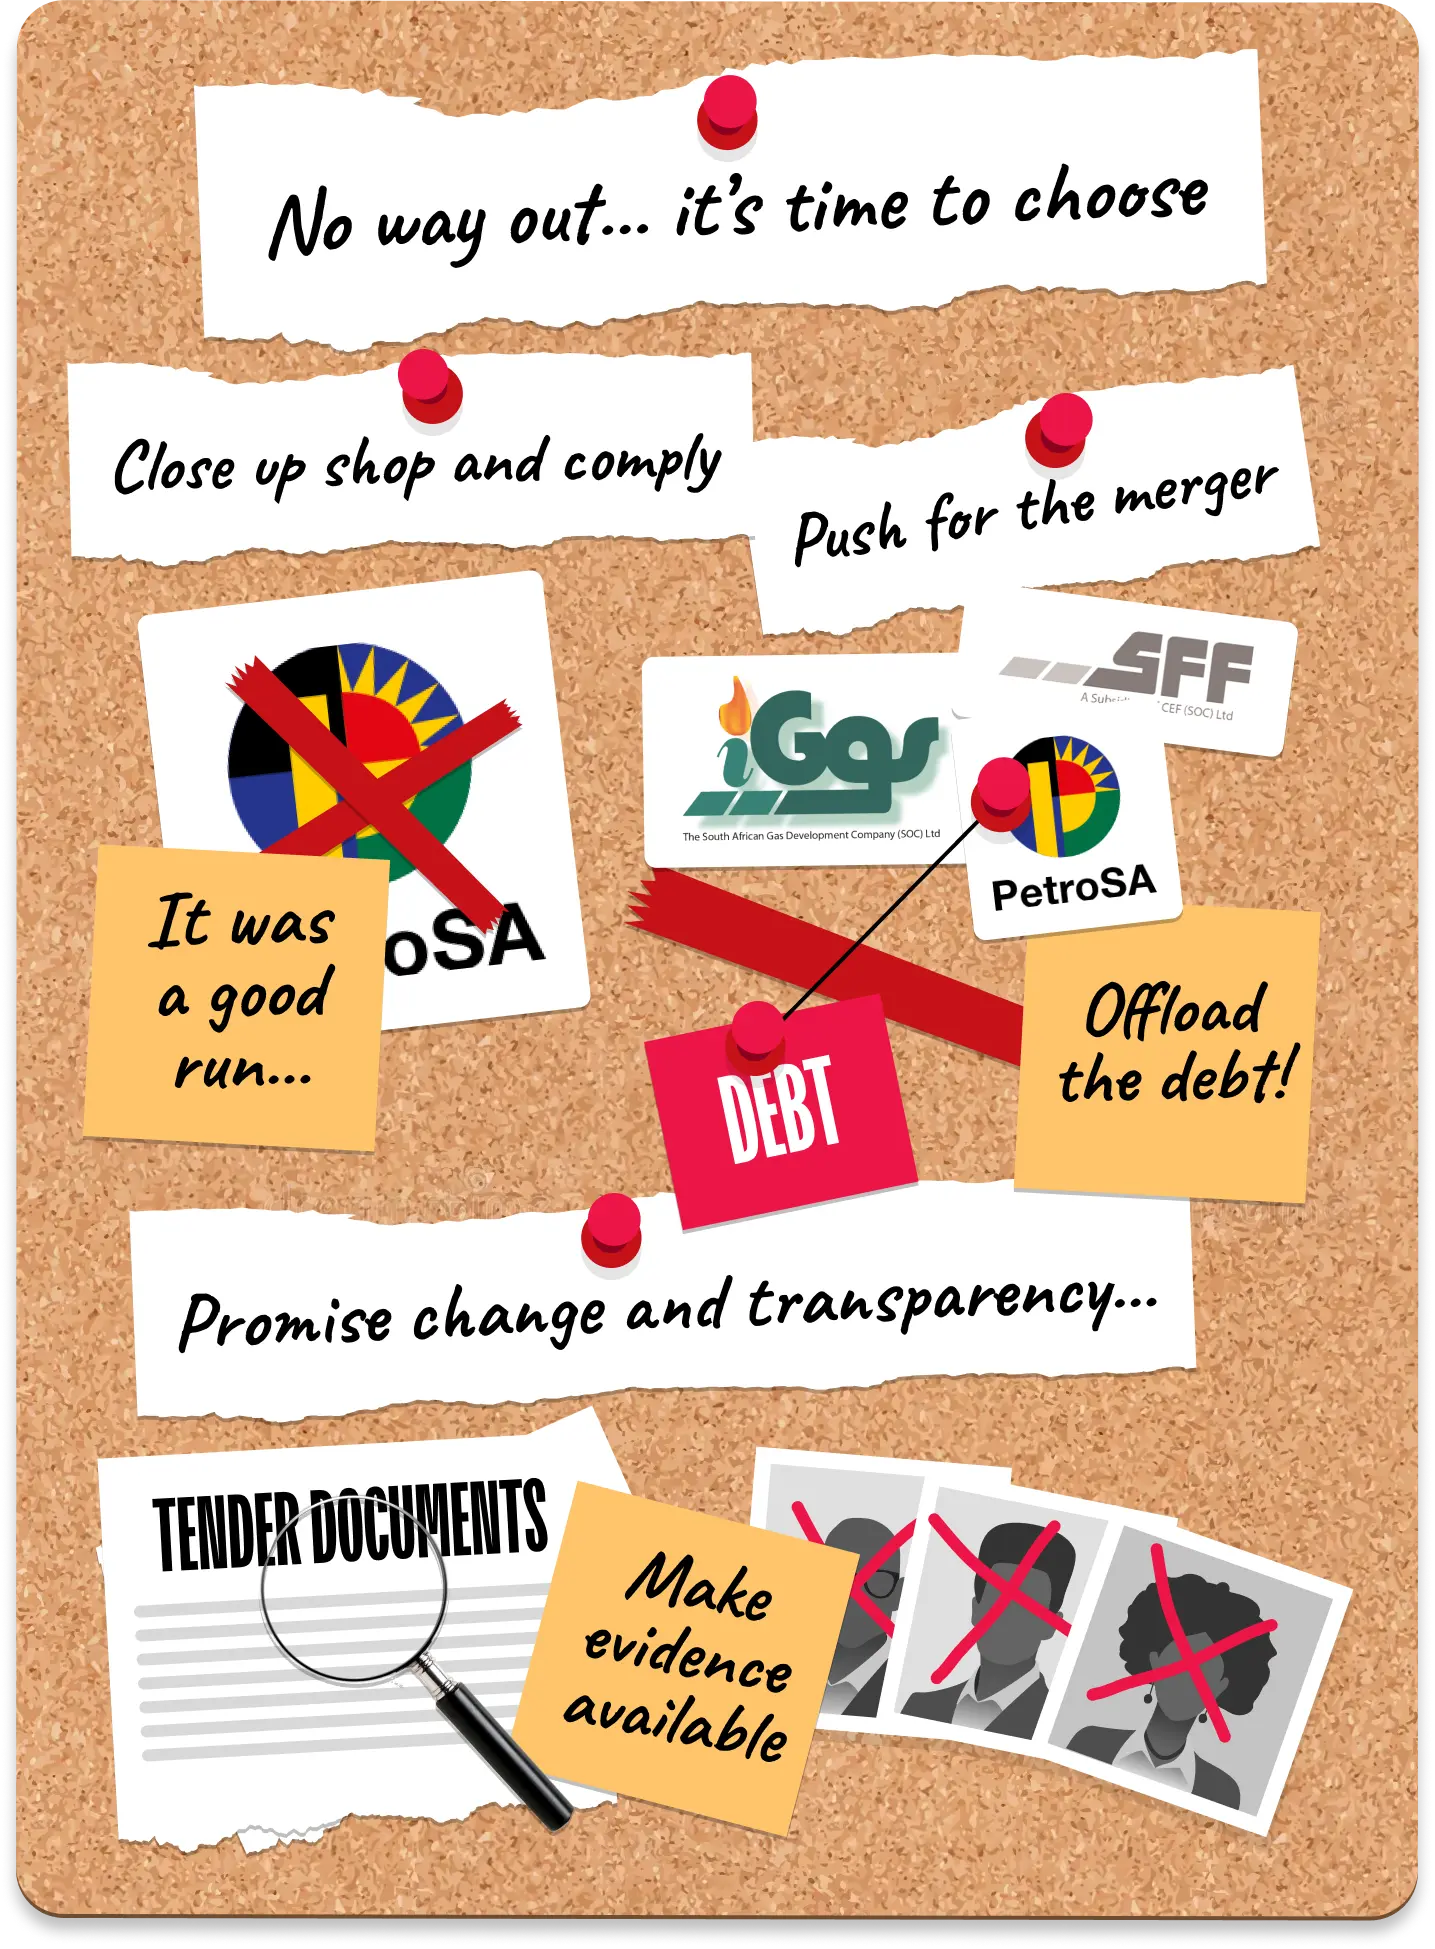 No way out... it's time to choose
Close up shop and comply
Push for the merger
SFF
A Subsi CEF (SOC) Ltd
iGas
The South African Gas Development Company (SOC) Ltd
PetroSA
oSA
It was
a good
run...
Offload
the debt!
DEBT
Promise change and transparency...
TENDER DOCUMENTS
Make
evidence
available